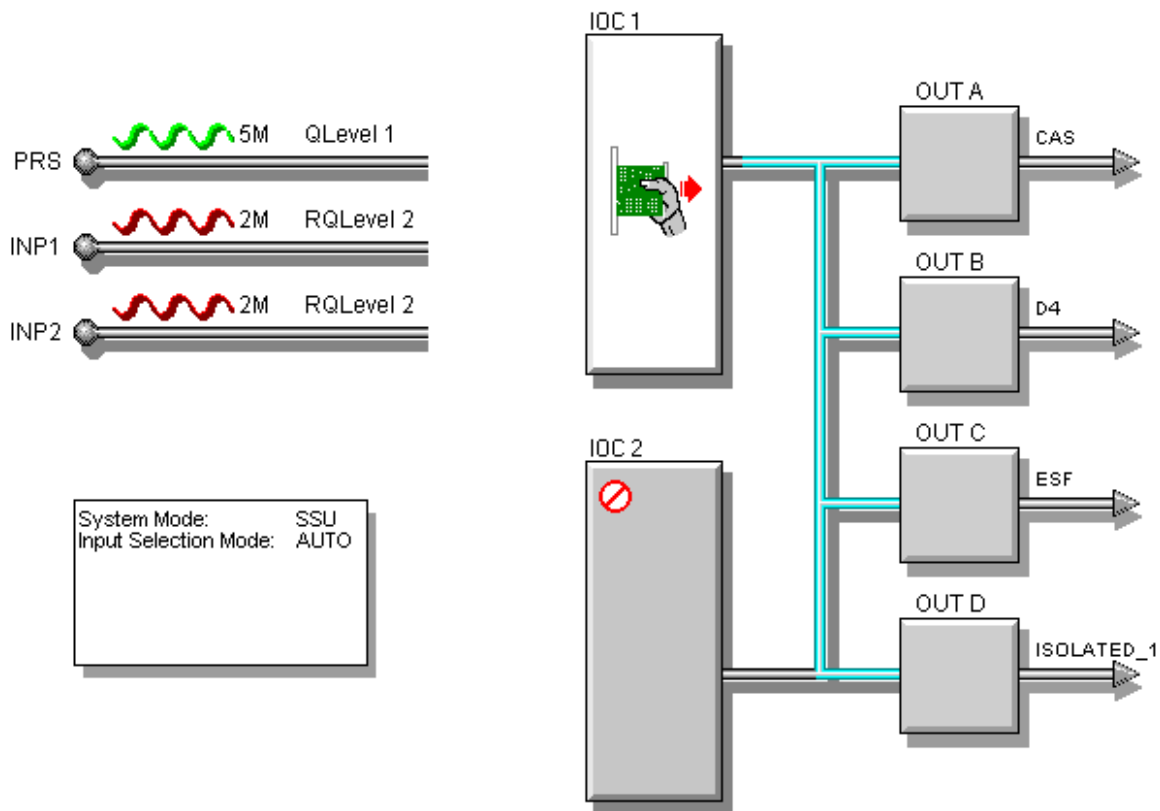 IOC 1
OUT A
PRS 5M QLevel 1
CAS
INP1 2M RQLevel 2
OUT B
INP2 2M RQLevel 2
D4
IOC 2
OUT C
ESF
System Mode: SSU
Input Selection Mode: AUTO
OUT D
ISOLATED_1